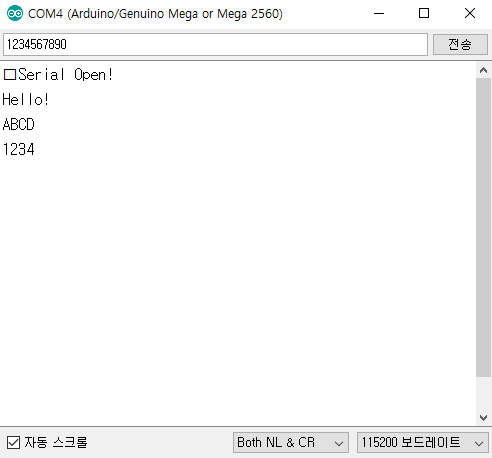 COM4 (Arduino/Genuino Mega or Mega 2560)
1234567890
전송
□Serial Open!
Hello!
ABCD
1234
자동 스크롤
Both NL & CR
115200 보드레이트